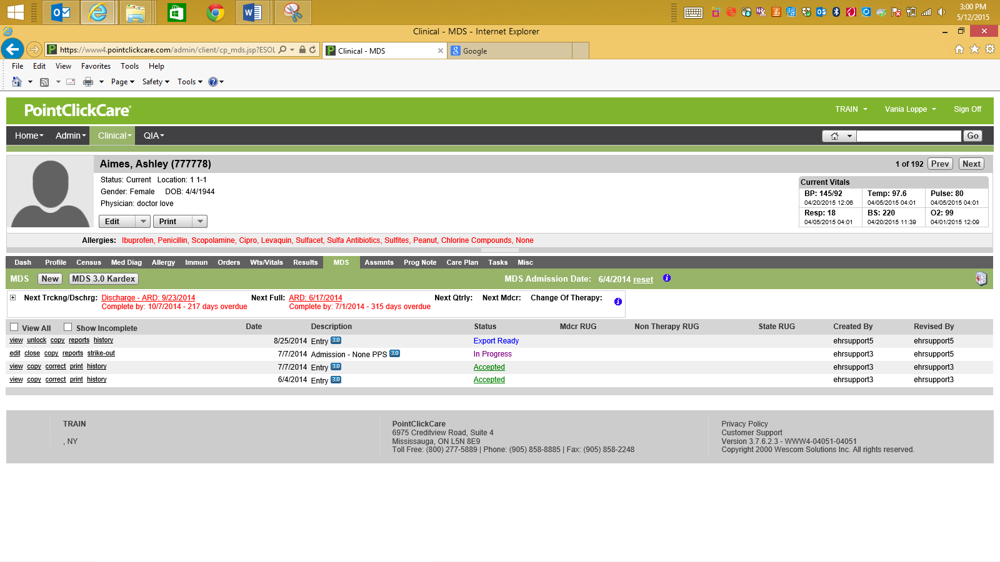 3:00 PM
5/12/2015
Clinical - MDS - Internet Explorer
https://www4.pointclickcare.com/admin/client/cp_mds.jsp?ESOL
Clinical - MDS
Google
File Edit View Favorites Tools Help
Page Safety Tools
PointClickCare
TRAIN Vania Loppe Sign Off
Home Admin Clinical QIA Go
Aimes, Ashley (777778) 1 of 192 Prev Next
Status: Current Location: 1 1-1
Gender: Female DOB: 4/4/1944
Physician: doctor love
Edit Print
Current Vitals
BP: 145/92 Temp: 97.6 Pulse: 80
04/20/2015 12:06 04/05/2015 04:01 04/05/2015 04:01
Resp: 18 BS: 220 O2: 99
04/05/2015 04:01 04/20/2015 11:39 04/01/2015 12:09
Allergies: Ibuprofen, Penicillin, Scopolamine, Cipro, Levaquin, Sulfacet, Sulfa Antibiotics, Sulfites, Peanut, Chlorine Compounds, None
Dash Profile Census Med Diag Allergy Immun Orders Wts/Vitals Results MDS Assmnts Prog Note Care Plan Tasks Misc
MDS New MDS 3.0 Kardex MDS Admission Date: 6/4/2014 reset
Next Trckng/Dschrg: Discharge - ARD: 9/23/2014 Next Full: ARD: 6/17/2014 Next Qtrly: Next Mdcr: Change Of Therapy:
Complete by: 10/7/2014 - 217 days overdue Complete by: 7/1/2014 - 315 days overdue
View All Show Incomplete Date Description Status Mdcr RUG Non Therapy RUG State RUG Created By Revised By
view unlock copy reports history 8/25/2014 Entry 3.0 Export Ready ehrsupport5 ehrsupport5
edit close copy reports strike-out 7/7/2014 Admission - None PPS 3.0 In Progress ehrsupport3 ehrsupport5
view copy correct print history 7/7/2014 Entry 3.0 Accepted ehrsupport3 ehrsupport3
view copy correct print history 6/4/2014 Entry 3.0 Accepted ehrsupport3 ehrsupport3
TRAIN
, NY
PointClickCare
6975 Creditview Road, Suite 4
Mississauga, ON L5N 8E9
Toll Free: (800) 277-5889 | Phone: (905) 858-8885 | Fax: (905) 858-2248
Privacy Policy
Customer Support
Version 3.7.6.2.3 - WWW4-04051-04051
Copyright 2000 Wescom Solutions Inc. All rights reserved.